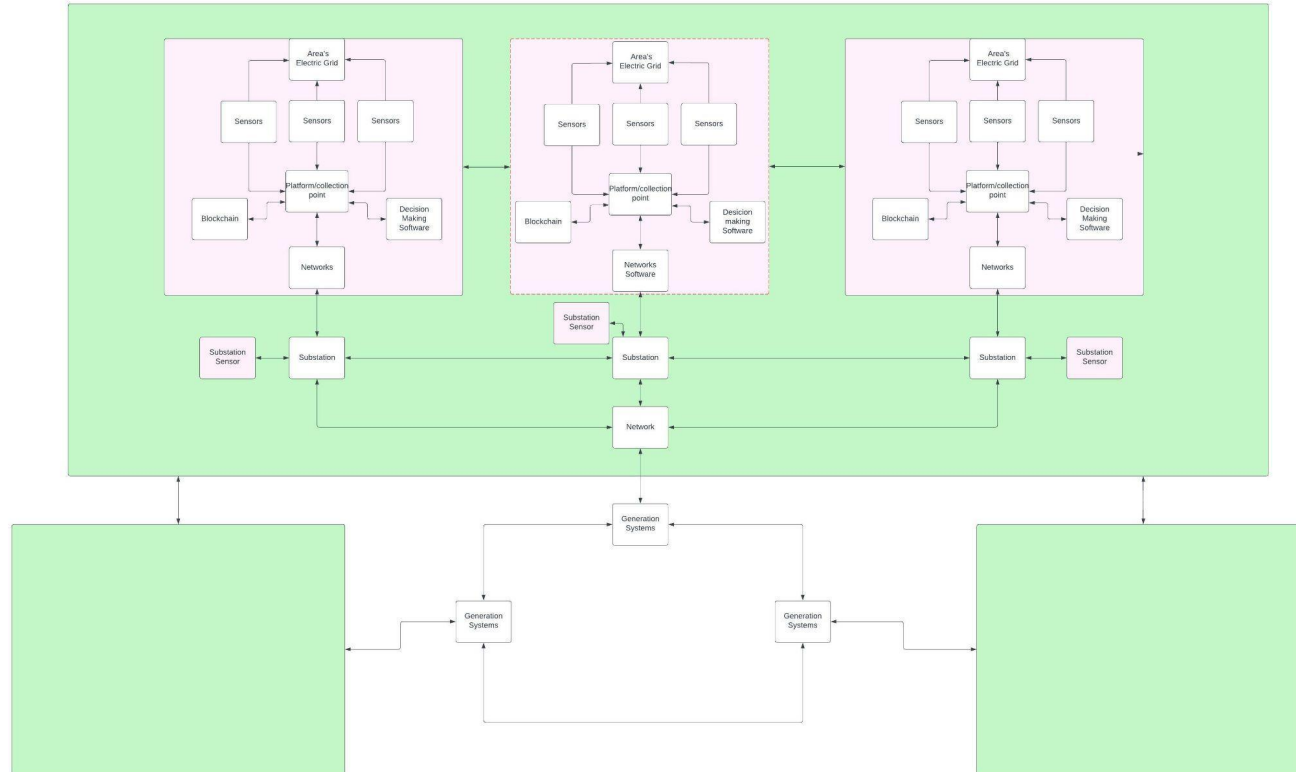 Area's
Electric Grid
Area's
Electric Grid
Area's
Electric Grid
Sensors
Sensors
Sensors
Sensors
Sensors
Sensors
Sensors
Sensors
Sensors
Platform/collection
point
Platform/collection
point
Platform/collection
point
Blockchain
Decision
Making
Software
Blockchain
Desicion
making
Software
Blockchain
Decision
Making
Software
Networks
Networks
Software
Networks
Substation
Sensor
Substation
Sensor
Substation
Substation
Substation
Substation
Sensor
Network
Generation
Systems
Generation
Systems
Generation
Systems